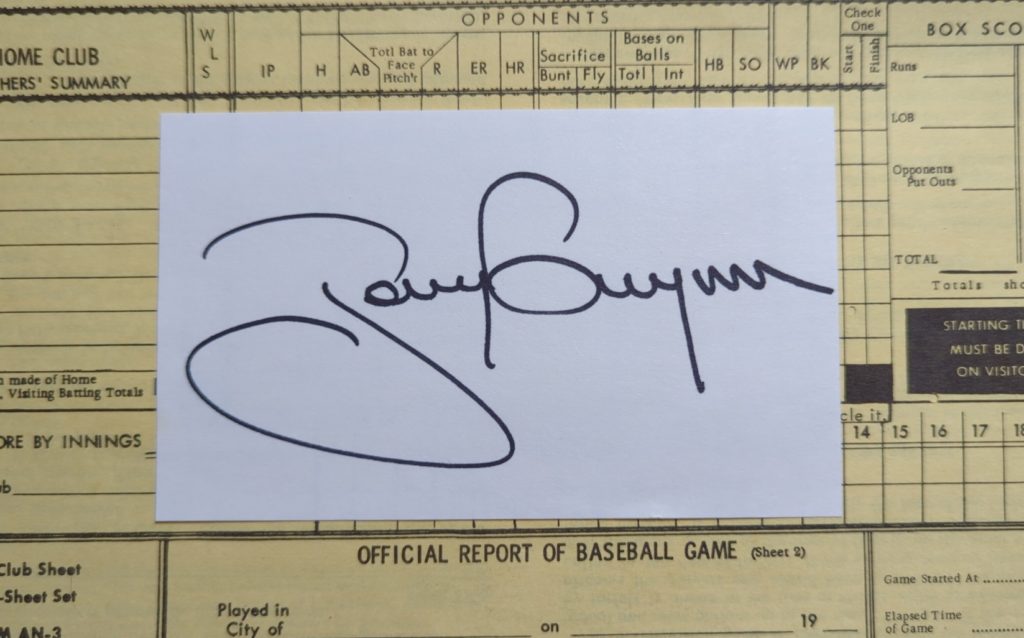 OPPONENTS
Check
One
HOME CLUB
HERS' SUMMARY
W
L
S
IP
H
AB
Totl Bat to
Face
Pitch'r
R
ER
HR
Sacrifice
Bunt Fly
Bases on
Balls
Totl Int
HB
SO
WP
BK
Start
Finish
BOX SCO
Runs
LOB
Opponents
Put Outs
TOTAL
Totals sho
STARTING T
MUST BE D
ON VISITO
Tony Gwynn
n made of Home
. Visiting Batting Totals
cle it.
ORE BY INNINGS
14 15 16 17 18
ub
OFFICIAL REPORT OF BASEBALL GAME (Sheet 2)
Club Sheet
-Sheet Set
M AN-3
Played in
City of
on
19
Game Started At
Elapsed Time
of Game